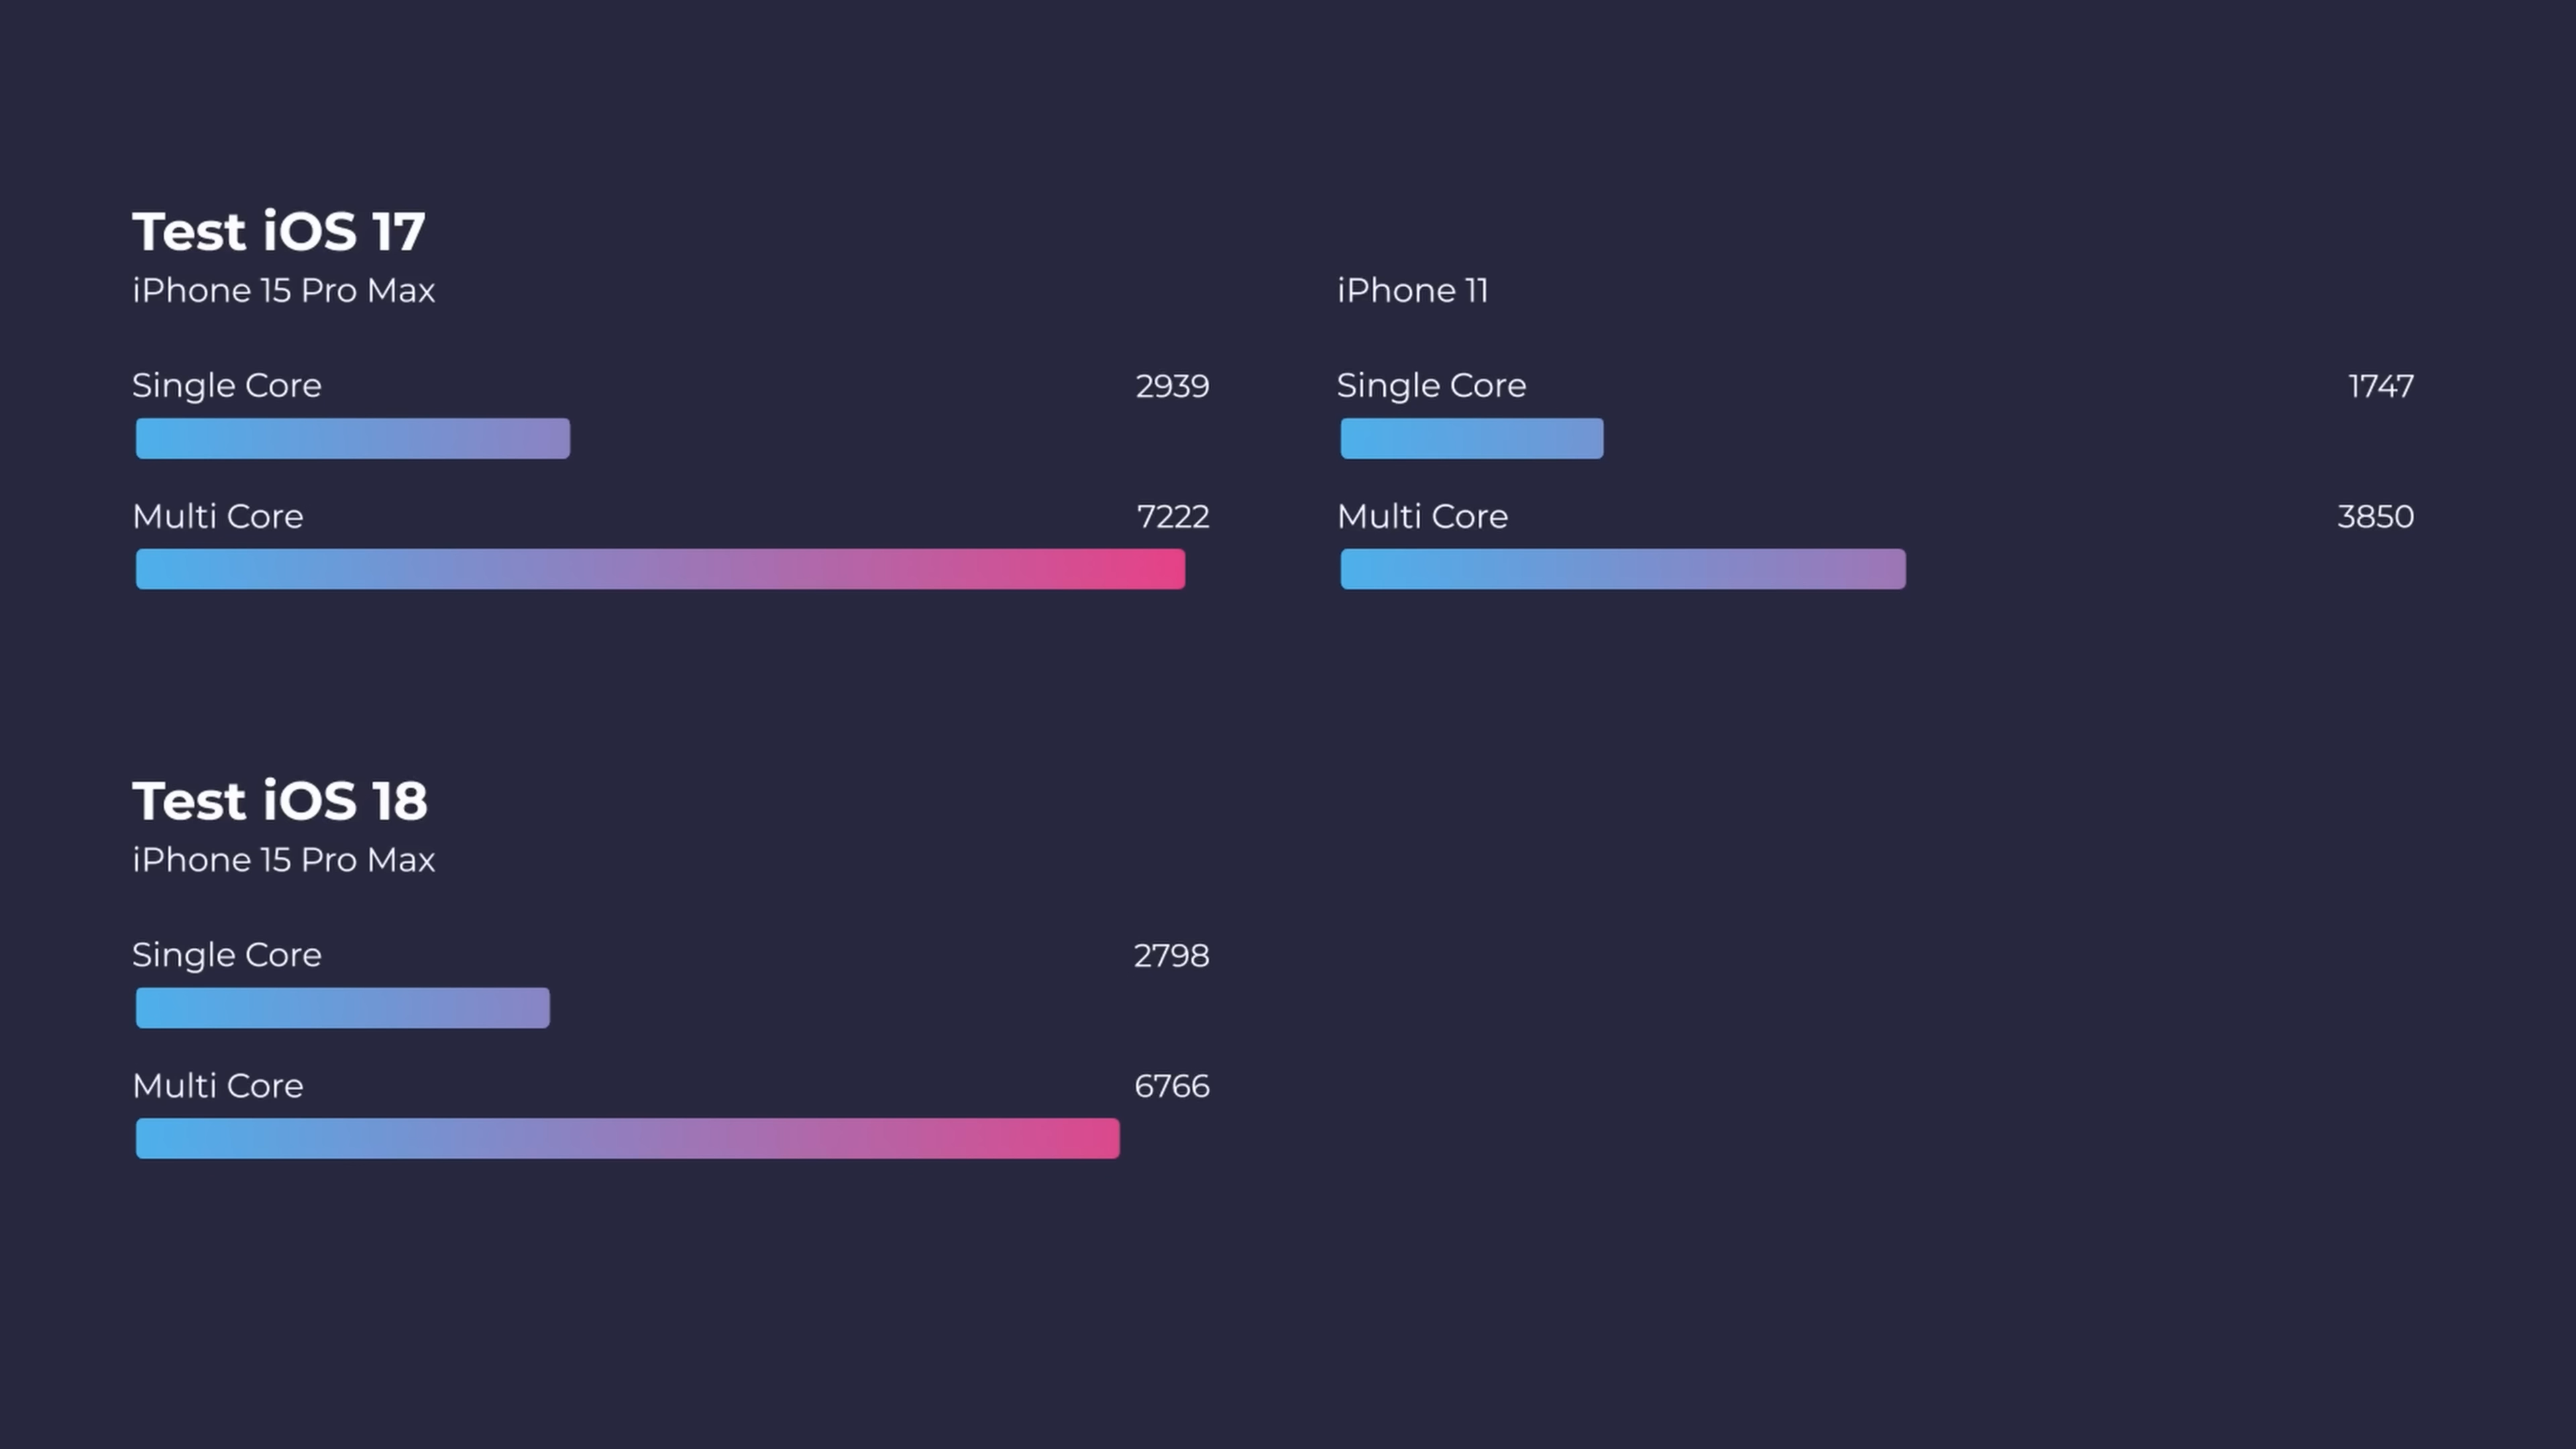 Test iOS 17
iPhone 15 Pro Max
Single Core 2939
Multi Core 7222
iPhone 11
Single Core 1747
Multi Core 3850
Test iOS 18
iPhone 15 Pro Max
Single Core 2798
Multi Core 6766